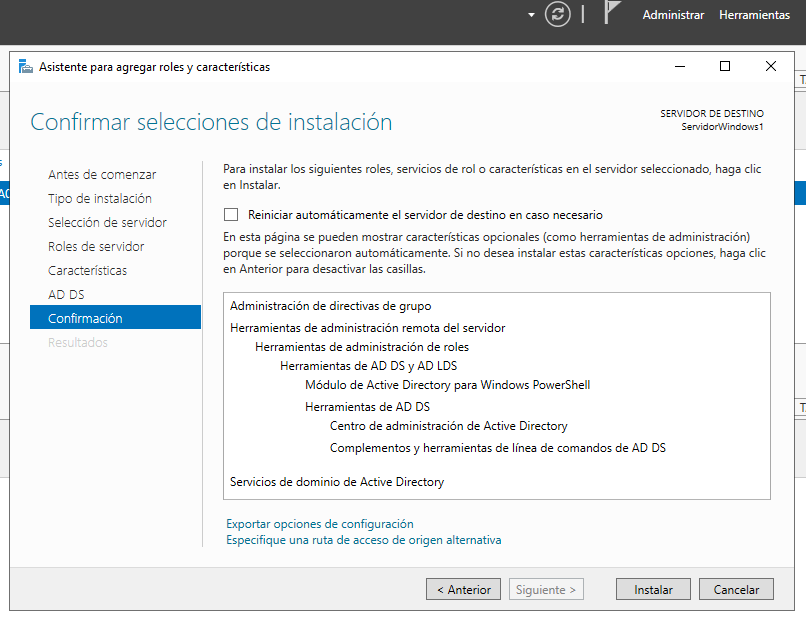 Administrar Herramientas
Asistente para agregar roles y características
Confirmar selecciones de instalación
SERVIDOR DE DESTINO
ServidorWindows1
Antes de comenzar
Tipo de instalación
Selección de servidor
Roles de servidor
Características
AD DS
Confirmación
Resultados
Para instalar los siguientes roles, servicios de rol o características en el servidor seleccionado, haga clic
en Instalar.
Reiniciar automáticamente el servidor de destino en caso necesario
En esta página se pueden mostrar características opcionales (como herramientas de administración)
porque se seleccionaron automáticamente. Si no desea instalar estas características opciones, haga clic
en Anterior para desactivar las casillas.
Administración de directivas de grupo
Herramientas de administración remota del servidor
Herramientas de administración de roles
Herramientas de AD DS y AD LDS
Módulo de Active Directory para Windows PowerShell
Herramientas de AD DS
Centro de administración de Active Directory
Complementos y herramientas de línea de comandos de AD DS
Servicios de dominio de Active Directory
Exportar opciones de configuración
Especifique una ruta de acceso de origen alternativa
< Anterior Siguiente > Instalar Cancelar